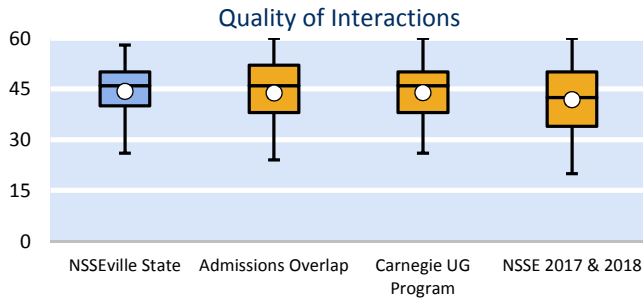 Quality of Interactions
60
45
30
15
0
NSSEville State
Admissions Overlap
Carnegie UG
Program
NSSE 2017 & 2018